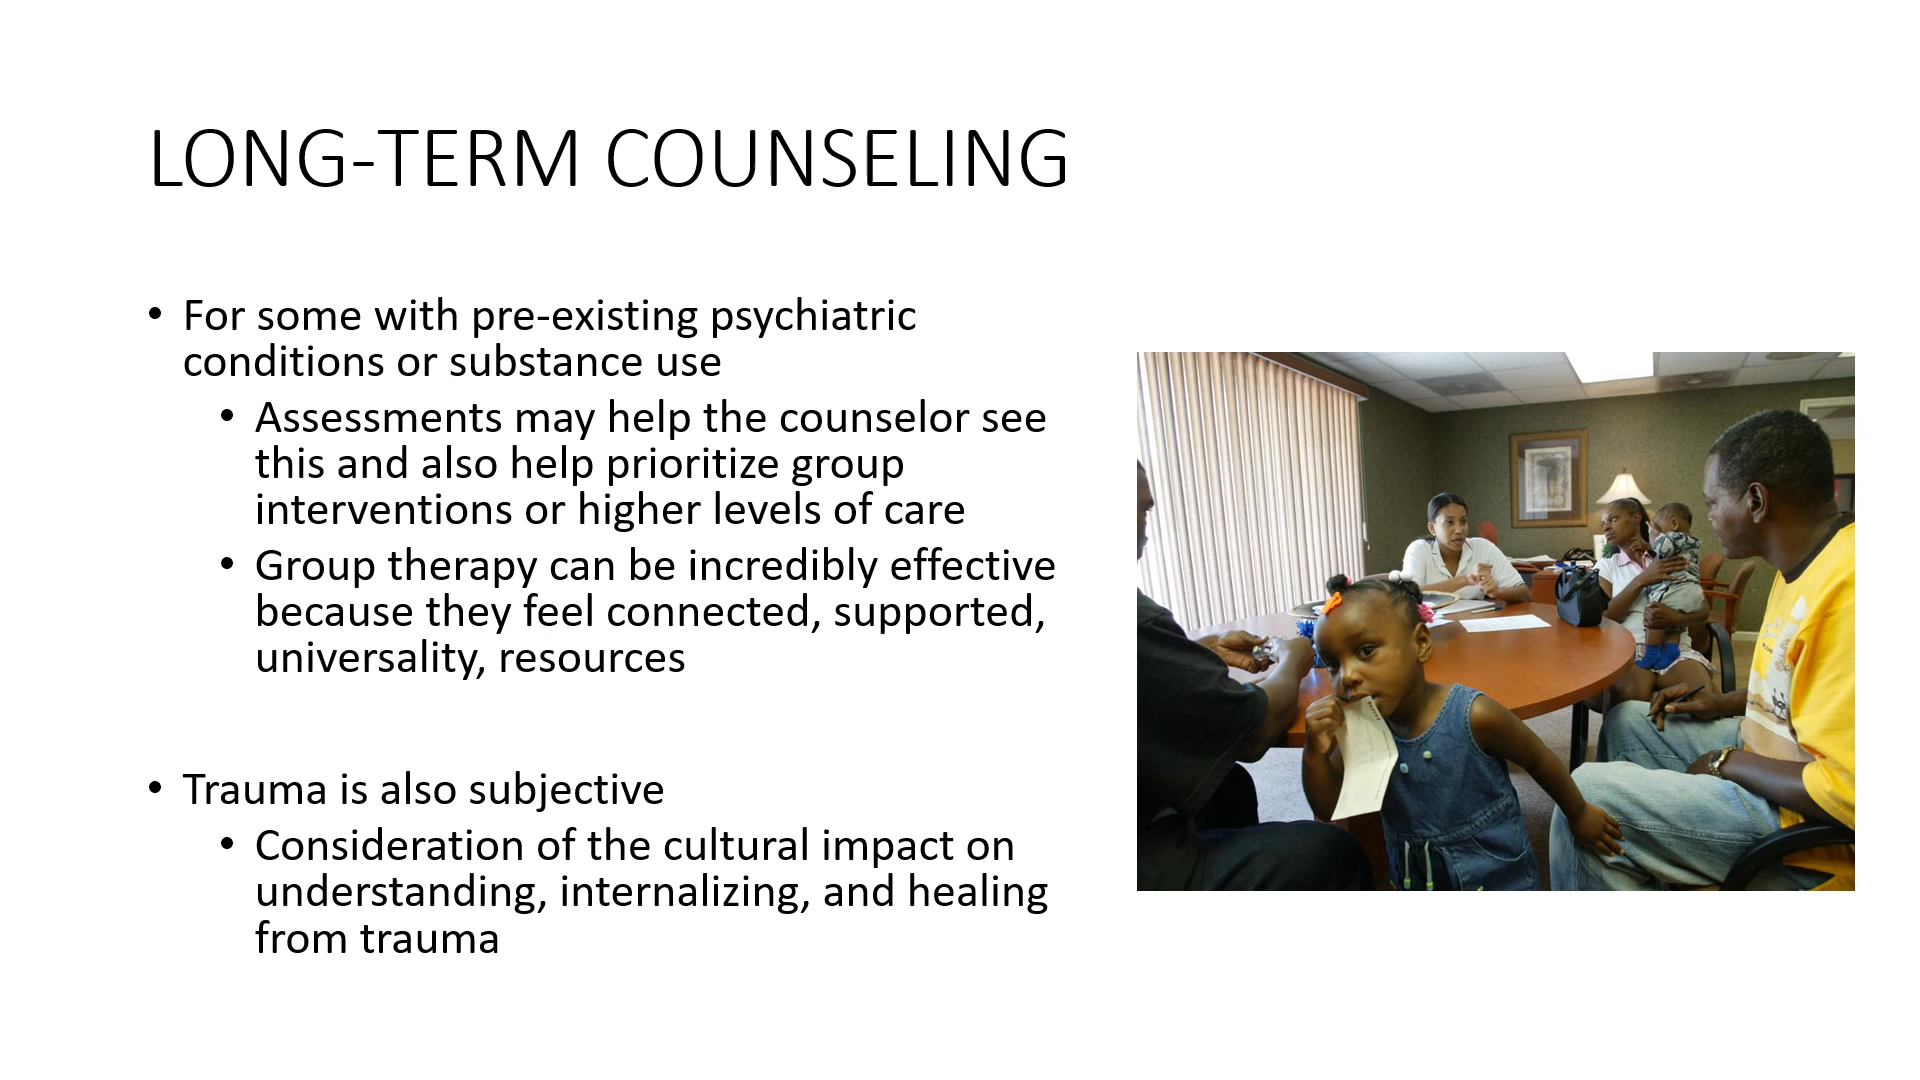 LONG-TERM COUNSELING
• For some with pre-existing psychiatric
conditions or substance use
• Assessments may help the counselor see
this and also help prioritize group
interventions or higher levels of care
• Group therapy can be incredibly effective
because they feel connected, supported,
universality, resources
• Trauma is also subjective
• Consideration of the cultural impact on
understanding, internalizing, and healing
from trauma